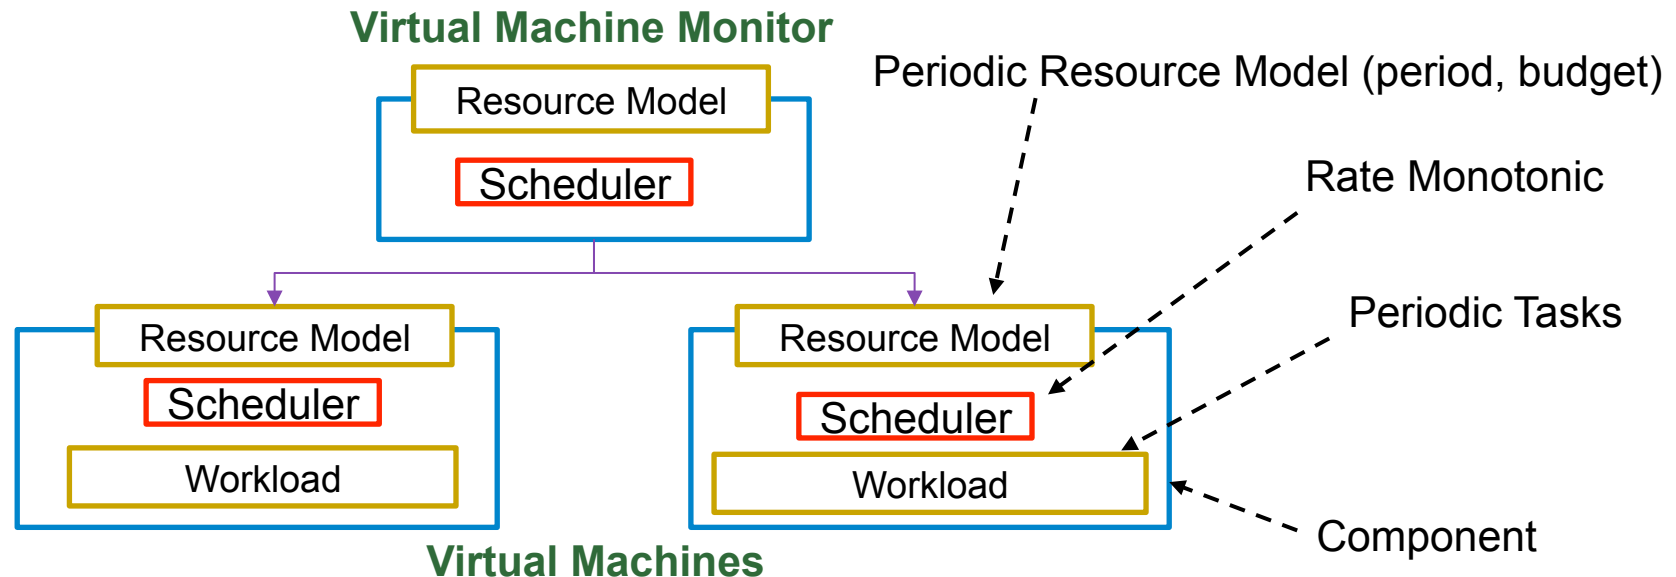 Virtual Machine Monitor
Resource Model
Periodic Resource Model (period, budget)
Scheduler
Rate Monotonic
Resource Model
Resource Model
Periodic Tasks
Scheduler
Scheduler
Workload
Workload
Component
Virtual Machines